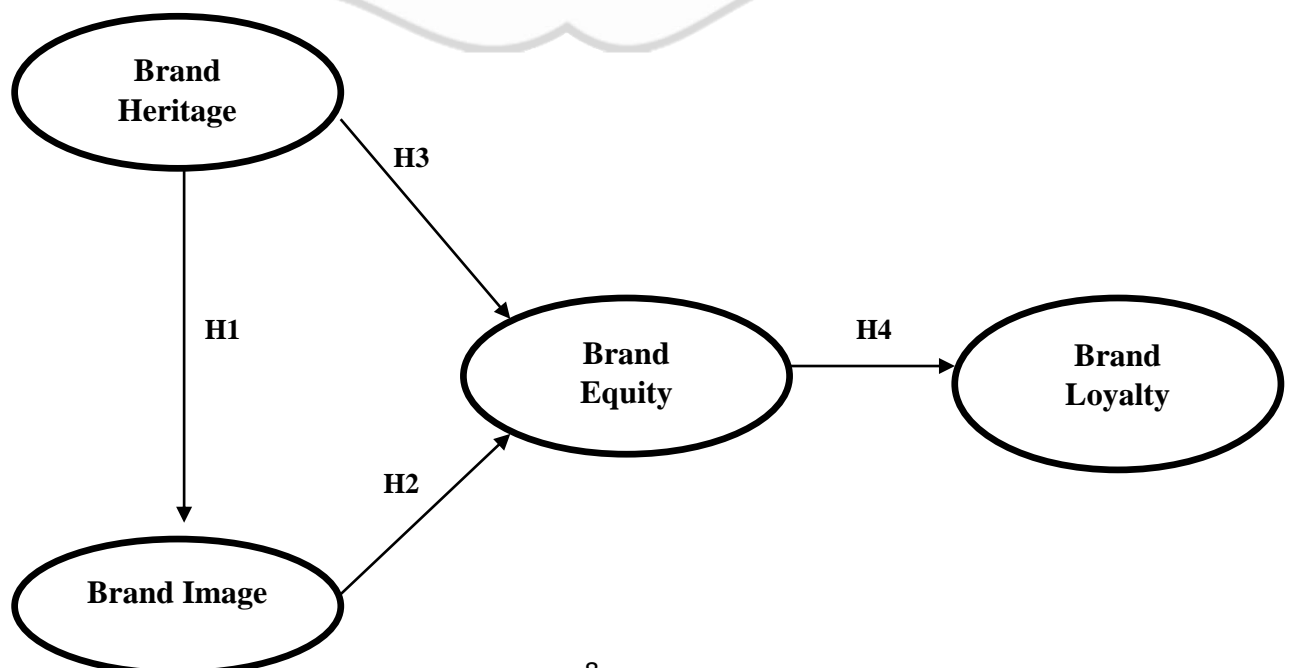 Brand
Heritage
H3
H1
Brand
Equity
H4
Brand
Loyalty
H2
Brand Image